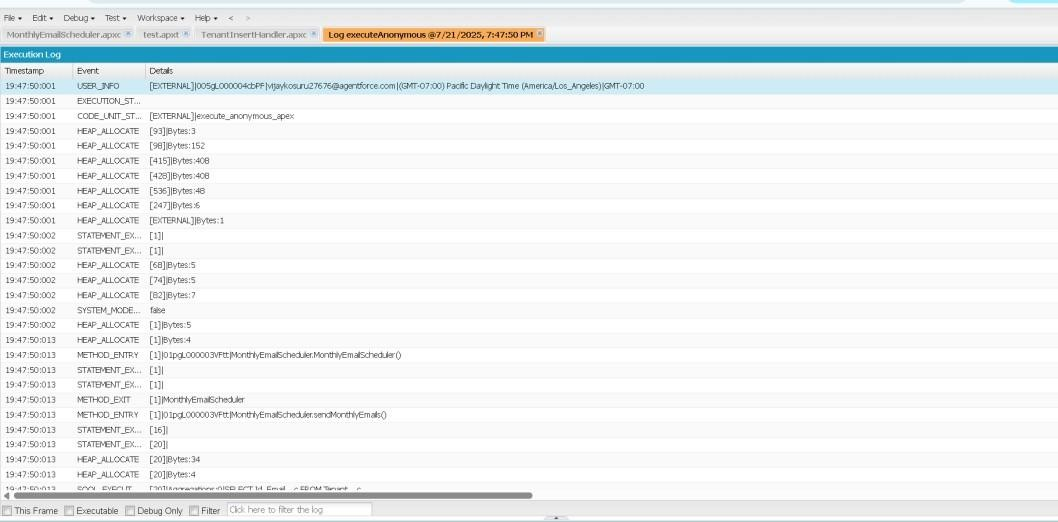 File Edit Debug Test Workspace Help < >
MonthlyEmailScheduler.apxc test.apxt TenantInsertHandler.apxc Log executeAnonymous @7/21/2025, 7:47:50 PM
Execution Log
Timestamp Event Details
19:47:50:001 USER_INFO [EXTERNAL]|005gL000004cbPF|vijaykosuru27676@agentforce.com|(GMT-07:00) Pacific Daylight Time (America/Los_Angeles)|GMT-07:00
19:47:50:001 EXECUTION_ST...
19:47:50:001 CODE_UNIT_ST... [EXTERNAL]|execute_anonymous_apex
19:47:50:001 HEAP_ALLOCATE [93]|Bytes:3
19:47:50:001 HEAP_ALLOCATE [98]|Bytes:152
19:47:50:001 HEAP_ALLOCATE [415]|Bytes:408
19:47:50:001 HEAP_ALLOCATE [428]|Bytes:408
19:47:50:001 HEAP_ALLOCATE [536]|Bytes:48
19:47:50:001 HEAP_ALLOCATE [247]|Bytes:6
19:47:50:001 HEAP_ALLOCATE [EXTERNAL]|Bytes:1
19:47:50:002 STATEMENT_EX... [1]|
19:47:50:002 STATEMENT_EX... [1]|
19:47:50:002 HEAP_ALLOCATE [68]|Bytes:5
19:47:50:002 HEAP_ALLOCATE [74]|Bytes:5
19:47:50:002 HEAP_ALLOCATE [82]|Bytes:7
19:47:50:002 SYSTEM_MODE... false
19:47:50:002 HEAP_ALLOCATE [1]|Bytes:5
19:47:50:013 HEAP_ALLOCATE [1]|Bytes:4
19:47:50:013 METHOD_ENTRY [1]|01pgL000003VFtt|MonthlyEmailScheduler.MonthlyEmailScheduler()
19:47:50:013 STATEMENT_EX... [1]|
19:47:50:013 STATEMENT_EX... [1]|
19:47:50:013 METHOD_EXIT [1]|MonthlyEmailScheduler
19:47:50:013 METHOD_ENTRY [1]|01pgL000003VFtt|MonthlyEmailScheduler.sendMonthlyEmails()
19:47:50:013 STATEMENT_EX... [16]|
19:47:50:013 STATEMENT_EX... [20]|
19:47:50:013 HEAP_ALLOCATE [20]|Bytes:34
19:47:50:013 HEAP_ALLOCATE [20]|Bytes:4
19:47:50:013 SOQL_EXECUT... [20]|Aggregations:0|SELECT Id, Email__c FROM Tenant__c
This Frame Executable Debug Only Filter Click here to filter the log